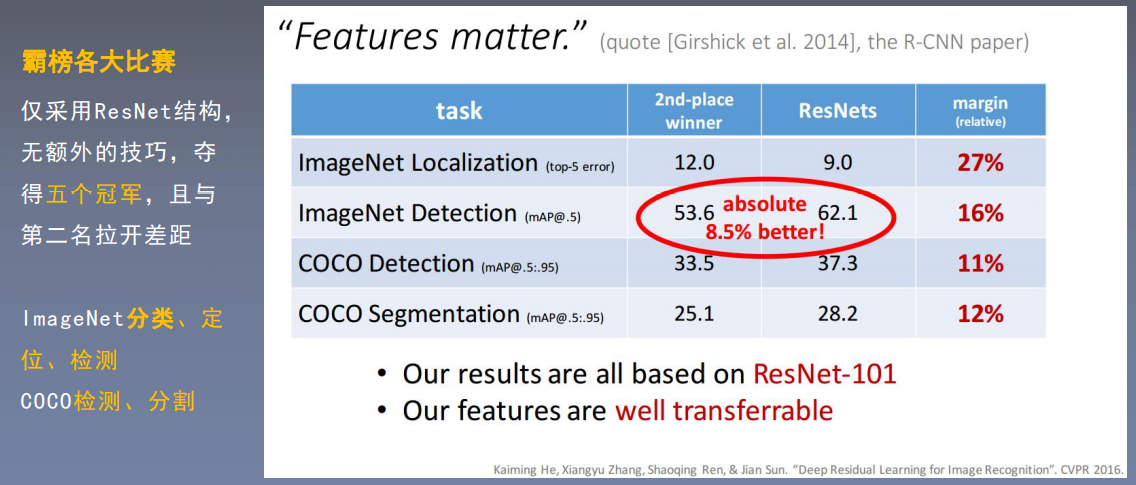 霸榜各大比赛
仅采用ResNet结构，
无额外的技巧，夺
得五个冠军，且与
第二名拉开差距
ImageNet分类、定
位、检测
COCO检测、分割
“Features matter.” (quote [Girshick et al. 2014], the R-CNN paper)
task 2nd-place winner ResNets margin (relative)
ImageNet Localization (top-5 error) 12.0 9.0 27%
ImageNet Detection (mAP@.5) 53.6 62.1 16%
absolute
8.5% better!
COCO Detection (mAP@.5:.95) 33.5 37.3 11%
COCO Segmentation (mAP@.5:.95) 25.1 28.2 12%
• Our results are all based on ResNet-101
• Our features are well transferrable
Kaiming He, Xiangyu Zhang, Shaoqing Ren, & Jian Sun. “Deep Residual Learning for Image Recognition”. CVPR 2016.